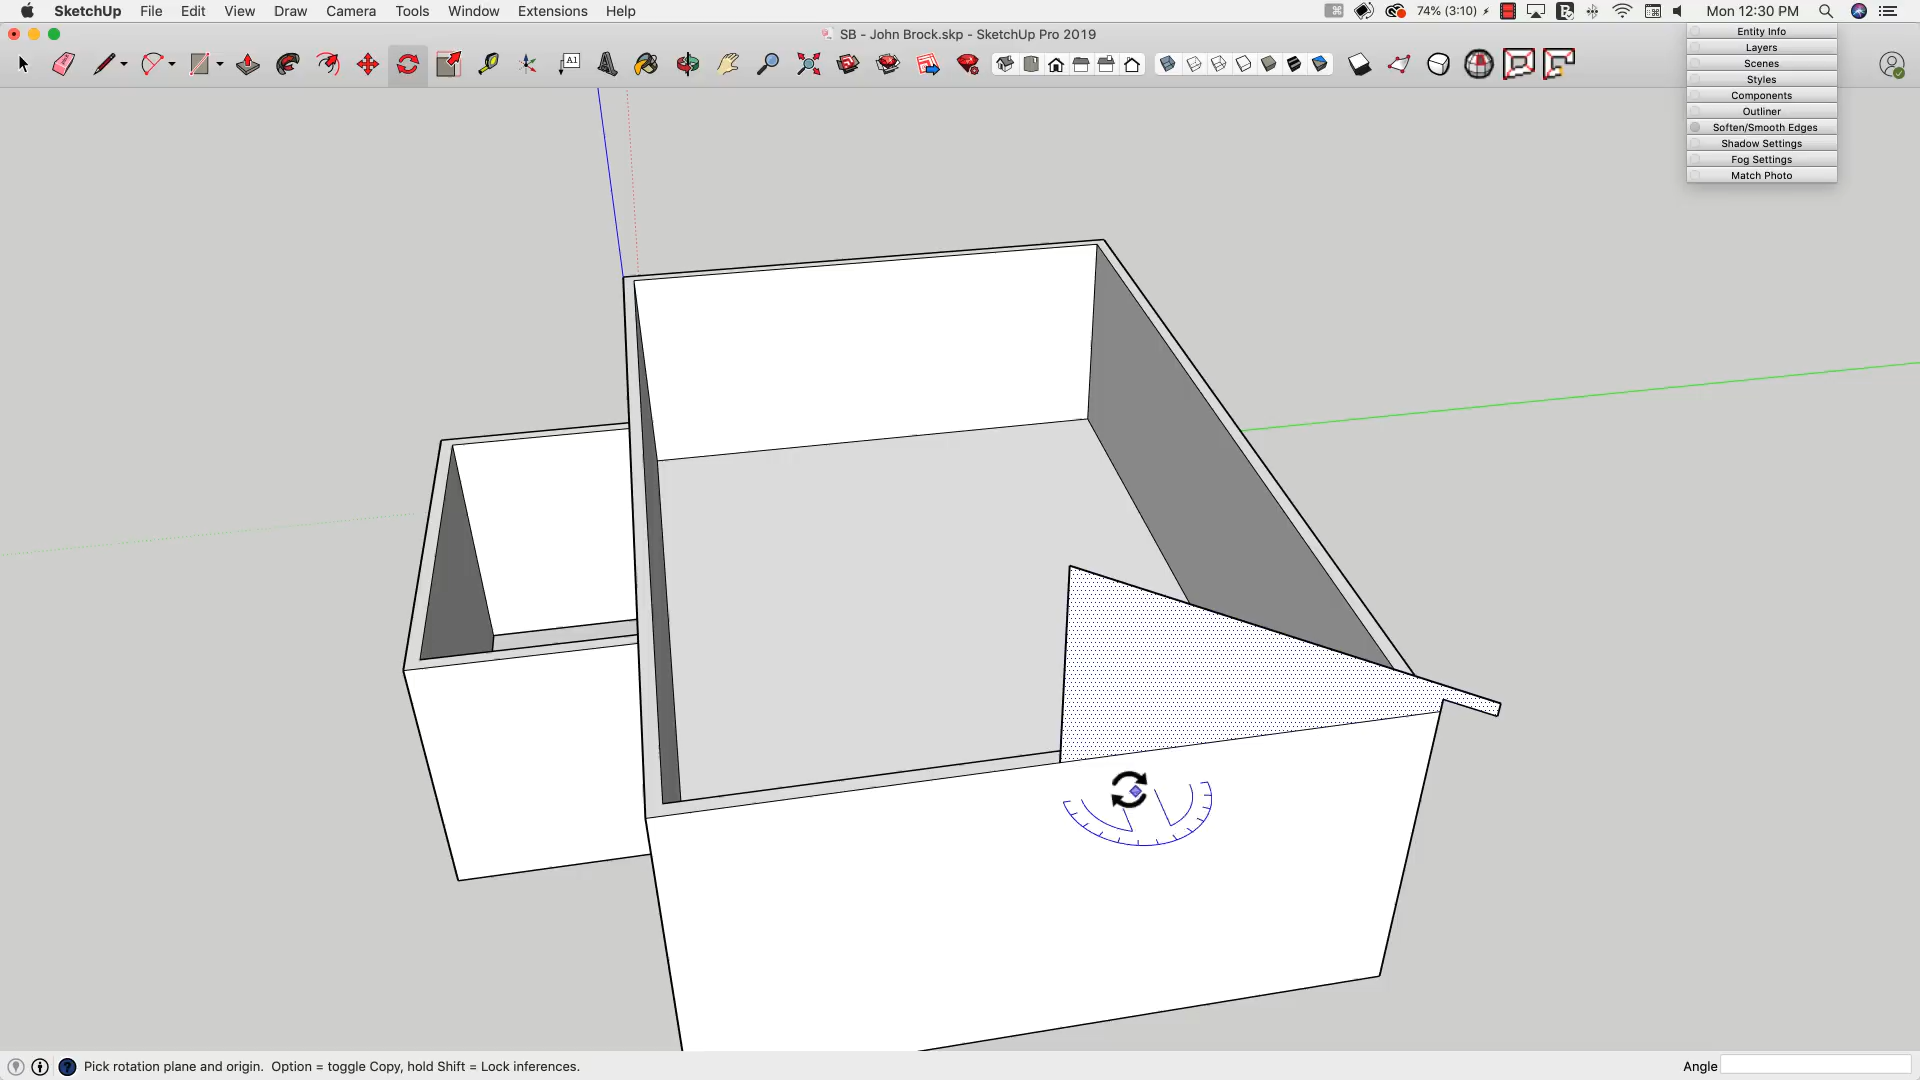 SketchUp File Edit View Draw Camera Tools Window Extensions Help 74% (3:10) Mon 12:30 PM
SB - John Brock.skp - SketchUp Pro 2019
A1
Entity Info
Layers
Scenes
Styles
Components
Outliner
Soften/Smooth Edges
Shadow Settings
Fog Settings
Match Photo
Pick rotation plane and origin. Option = toggle Copy, hold Shift = Lock inferences. Angle